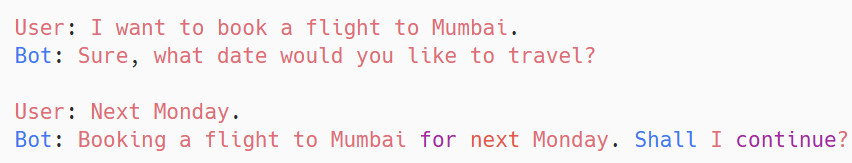 User: I want to book a flight to Mumbai.
Bot: Sure, what date would you like to travel?
User: Next Monday.
Bot: Booking a flight to Mumbai for next Monday. Shall I continue?